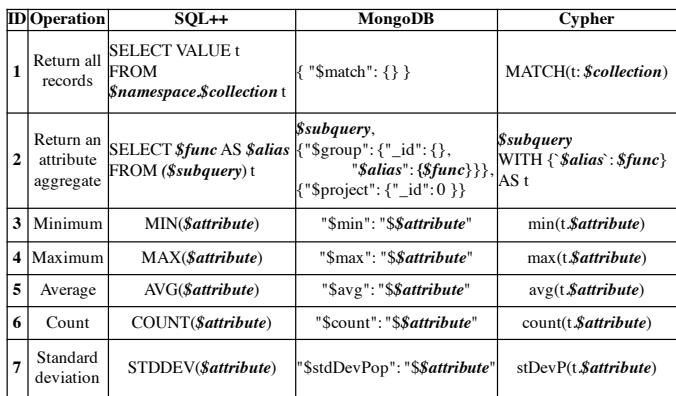 ID Operation SQL++ MongoDB Cypher
1 Return all records SELECT VALUE t
FROM
$namespace.$collection t { "$match": {} } MATCH(t: $collection)
2 Return an attribute aggregate SELECT $func AS $alias
FROM ($subquery) t $subquery,
{"$group": {"_id": {},
"$alias": {$func}}},
{"$project": {"_id": 0 }} $subquery
WITH {`$alias`: $func}
AS t
3 Minimum MIN($attribute) "$min": "$$attribute" min(t.$attribute)
4 Maximum MAX($attribute) "$max": "$$attribute" max(t.$attribute)
5 Average AVG($attribute) "$avg": "$$attribute" avg(t.$attribute)
6 Count COUNT($attribute) "$count": "$$attribute" count(t.$attribute)
7 Standard deviation STDDEV($attribute) "$stdDevPop": "$$attribute" stDevP(t.$attribute)